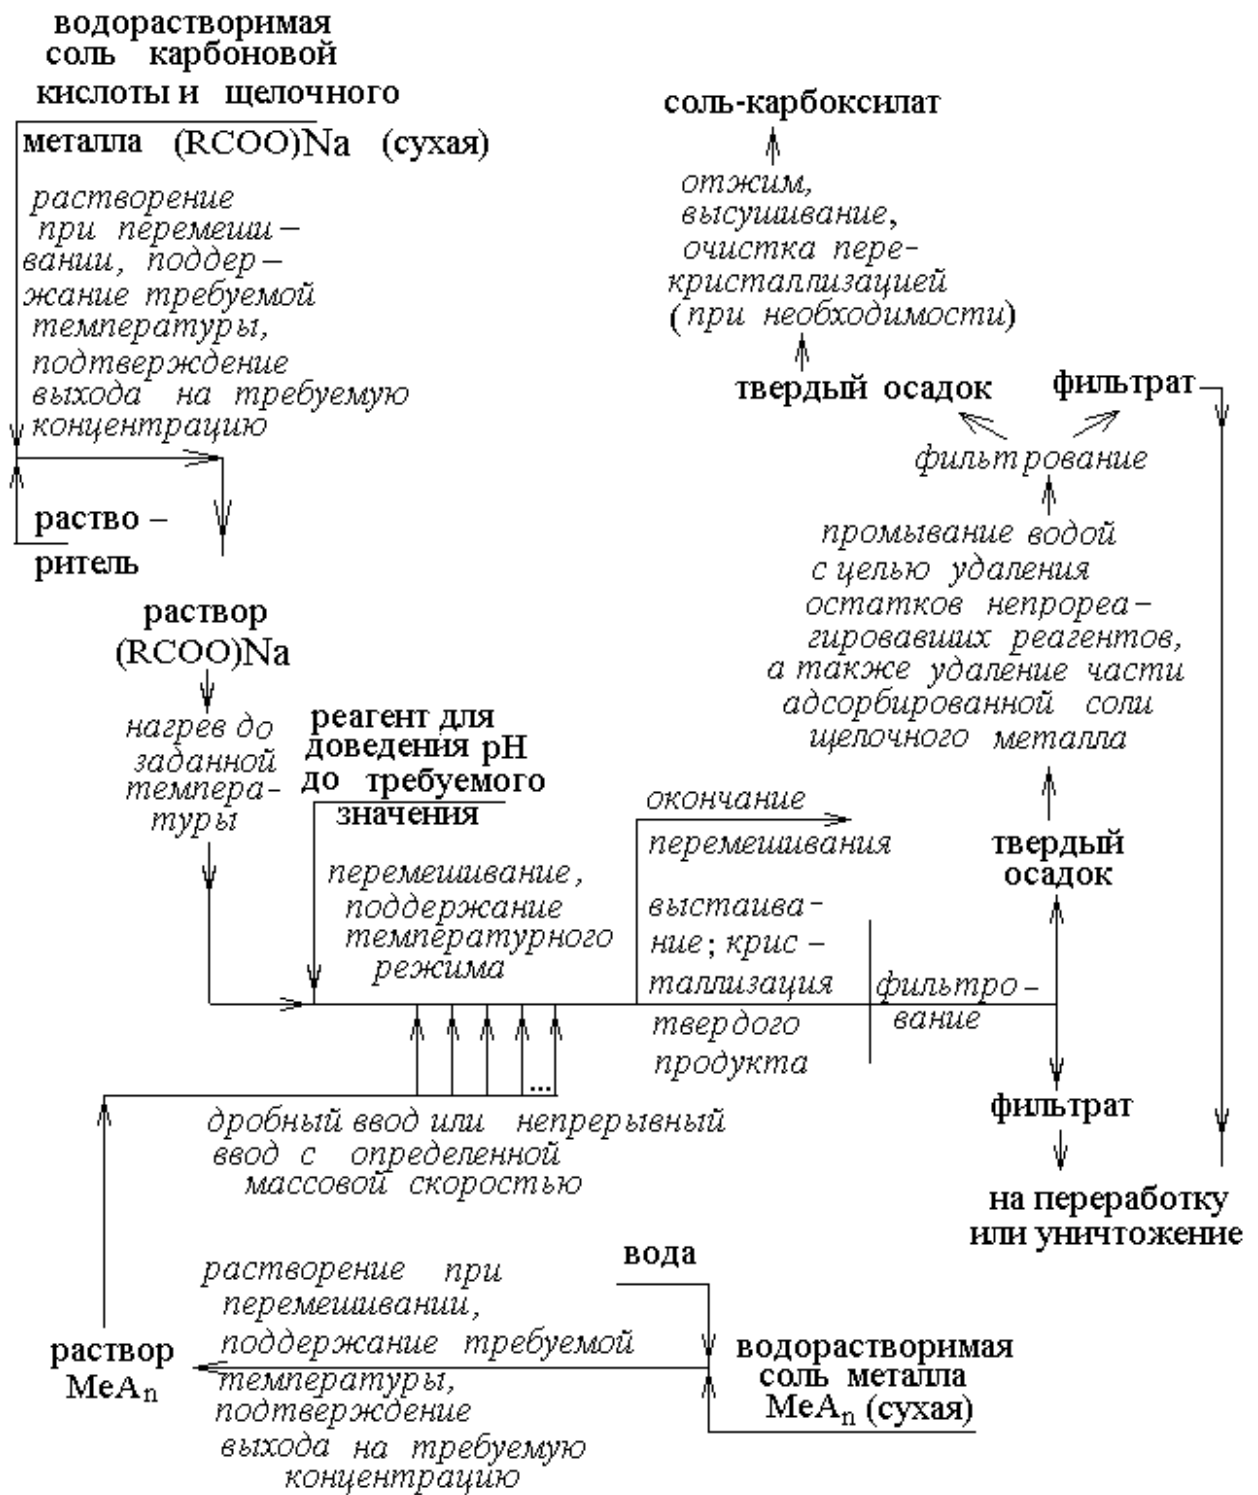 водорастворимая
соль карбоновой
кислоты и щелочного
металла (RCOO)Na (сухая)
растворение
при перемеши–
вании, поддер–
жание требуемой
температуры,
подтверждение
выхода на требуемую
концентрацию
раство–
ритель
раствор
(RCOO)Na
нагрев до
заданной
темпера-
туры
реагент для
доведения pH
до требуемого
значения
перемешивание,
поддержание
температурного
режима
окончание
перемешивания
выстаива-
ние; крис-
таллизация
твердого
продукта
фильтро-
вание
твердый
осадок
фильтрат
на переработку
или уничтожение
промывание водой
с целью удаления
остатков непрореа-
гировавших реагентов,
а также удаление части
адсорбированной соли
щелочного металла
фильтрование
твердый осадок
фильтрат
отжим,
высушивание,
очистка пере-
кристаллизацией
(при необходимости)
соль-карбоксилат
...
дробный ввод или непрерывный
ввод с определенной
массовой скоростью
раствор
MeAn
растворение при
перемешивании,
поддержание требуемой
температуры,
подтверждение
выхода на требуемую
концентрацию
вода
водорастворимая
соль металла
MeAn (сухая)